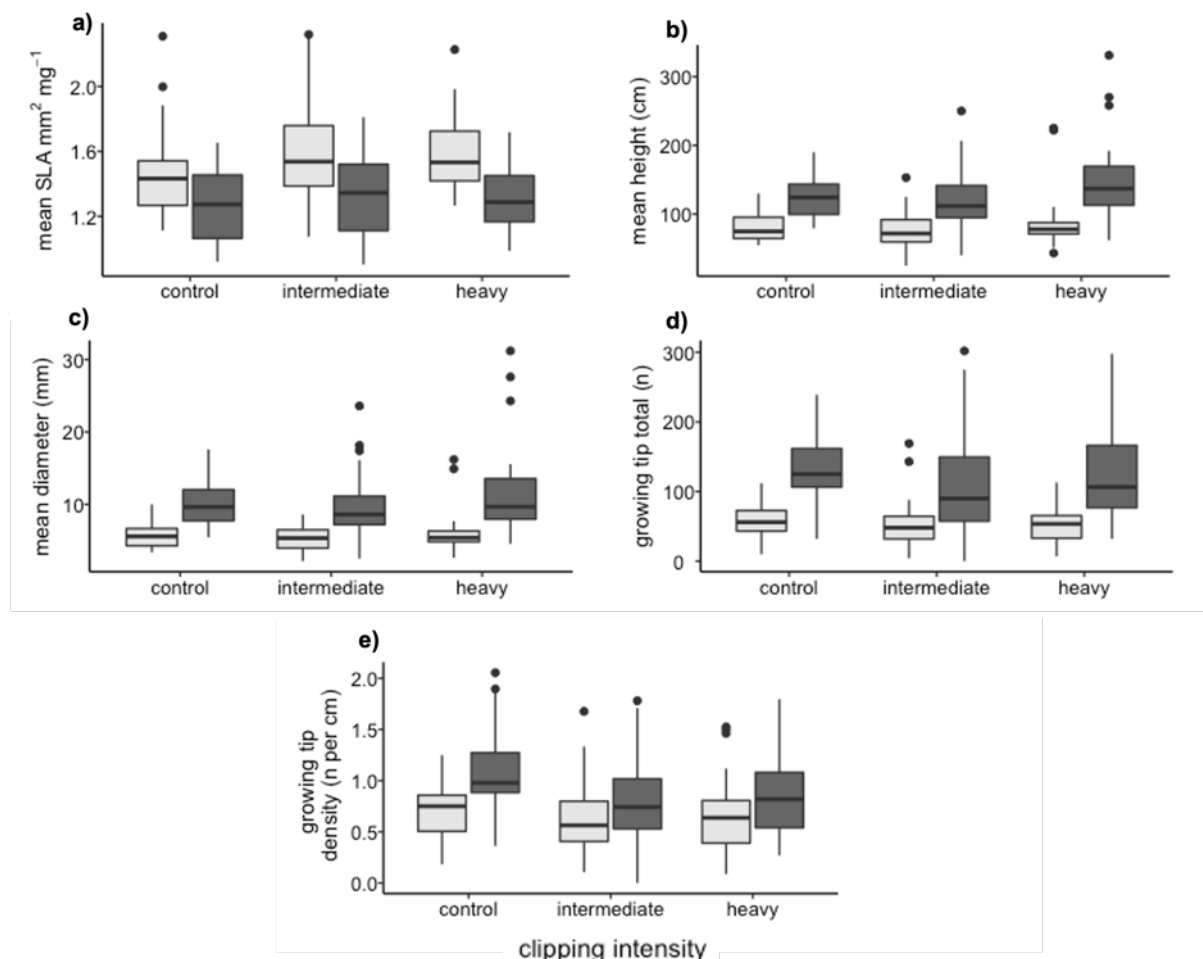 a)
mean SLA mm² mg⁻¹
2.0
1.6
1.2
control intermediate heavy
b)
mean height (cm)
300
200
100
control intermediate heavy
c)
mean diameter (mm)
30
20
10
control intermediate heavy
d)
growing tip total (n)
300
200
100
0
control intermediate heavy
e)
growing tip
density (n per cm)
2.0
1.5
1.0
0.5
0.0
control intermediate heavy
clipping intensity